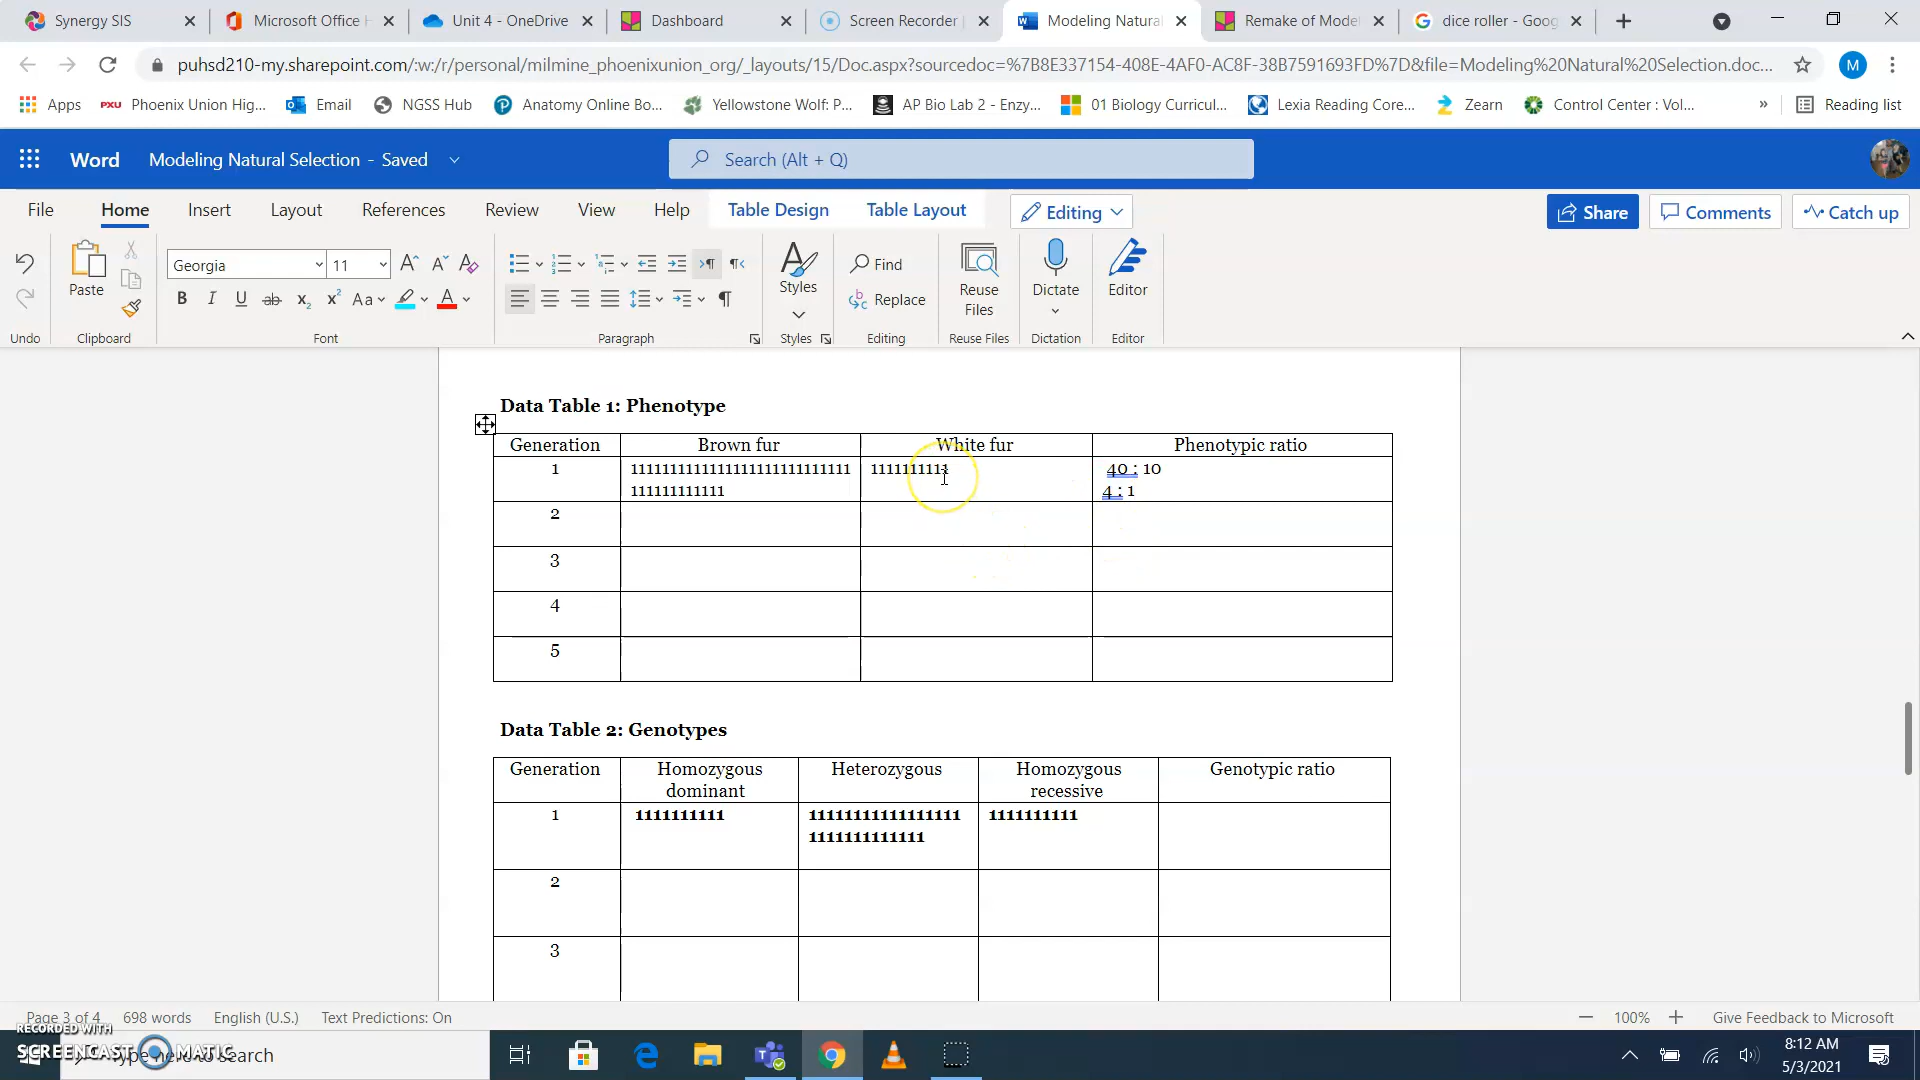 Synergy SIS
Microsoft Office H
Unit 4 - OneDrive
Dashboard
Screen Recorder
Modeling Natura
Remake of Model
dice roller - Goog
puhsd210-my.sharepoint.com/:w:/r/personal/milmine_phoenixunion_org/_layouts/15/Doc.aspx?sourcedoc=%7B8E337154-408E-4AF0-AC8F-38B7591693FD%7D&file=Modeling%20Natural%20Selection.doc...
M
Apps
PXU Phoenix Union Hig...
Email
NGSS Hub
Anatomy Online Bo...
Yellowstone Wolf: P...
AP Bio Lab 2 - Enzy...
01 Biology Curricul...
Lexia Reading Core...
Zearn
Control Center : Vol...
»
Reading list
Word
Modeling Natural Selection - Saved
Search (Alt + Q)
File
Home
Insert
Layout
References
Review
View
Help
Table Design
Table Layout
Editing
Share
Comments
Catch up
Paste
Georgia
11
Find
Replace
Styles
Reuse Files
Dictate
Editor
Undo
Clipboard
Font
Paragraph
Styles
Editing
Reuse Files
Dictation
Editor
Data Table 1: Phenotype
Generation Brown fur White fur Phenotypic ratio
1 1111111111111111111111111111 1111111111 40 : 10
111111111111 4 : 1
2
3
4
5
Data Table 2: Genotypes
Generation Homozygous Heterozygous Homozygous Genotypic ratio
dominant recessive
1 1111111111 11111111111111111 1111111111
1111111111111
2
3
Page 3 of 4
698 words
English (U.S.)
Text Predictions: On
100%
Give Feedback to Microsoft
RECORDED WITH
SCREENCAST MATIC
Type here to search
8:12 AM
5/3/2021